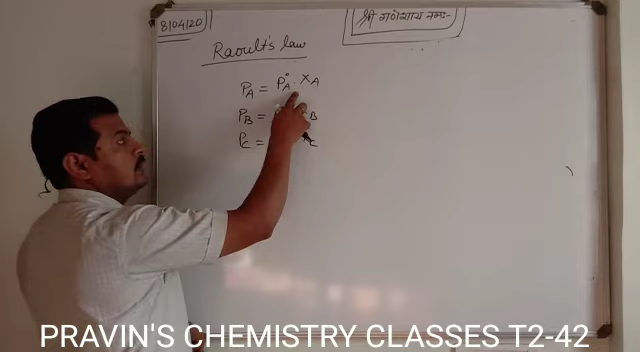 8/04/20
श्री गणेशाय नमः-
Raoult's law
P_A = P°_A · X_A
P_B = B
P_C = C
PRAVIN'S CHEMISTRY CLASSES T2-42